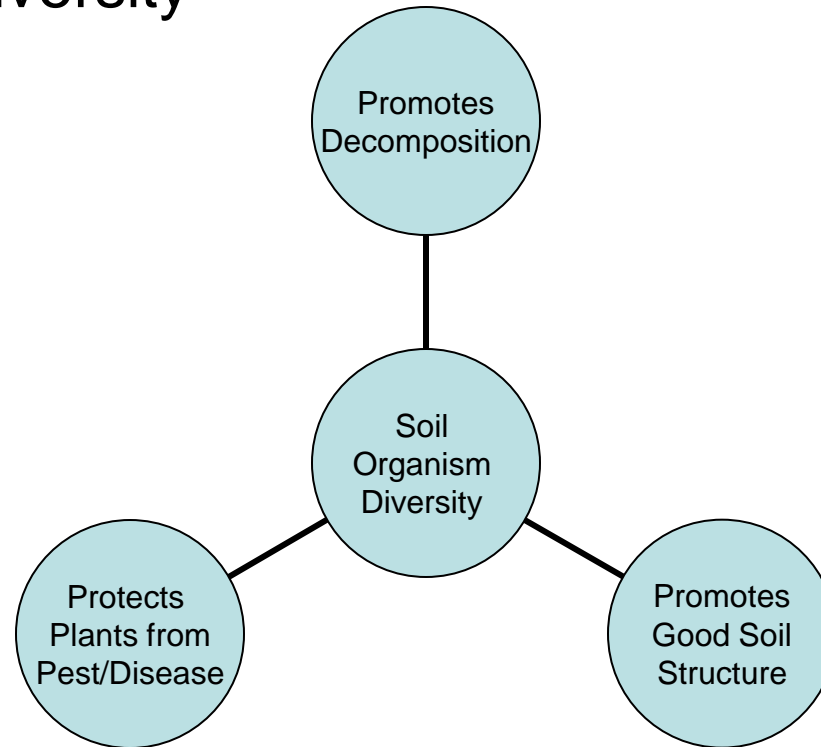 Promotes
Decomposition
Soil
Organism
Diversity
Protects
Plants from
Pest/Disease
Promotes
Good Soil
Structure